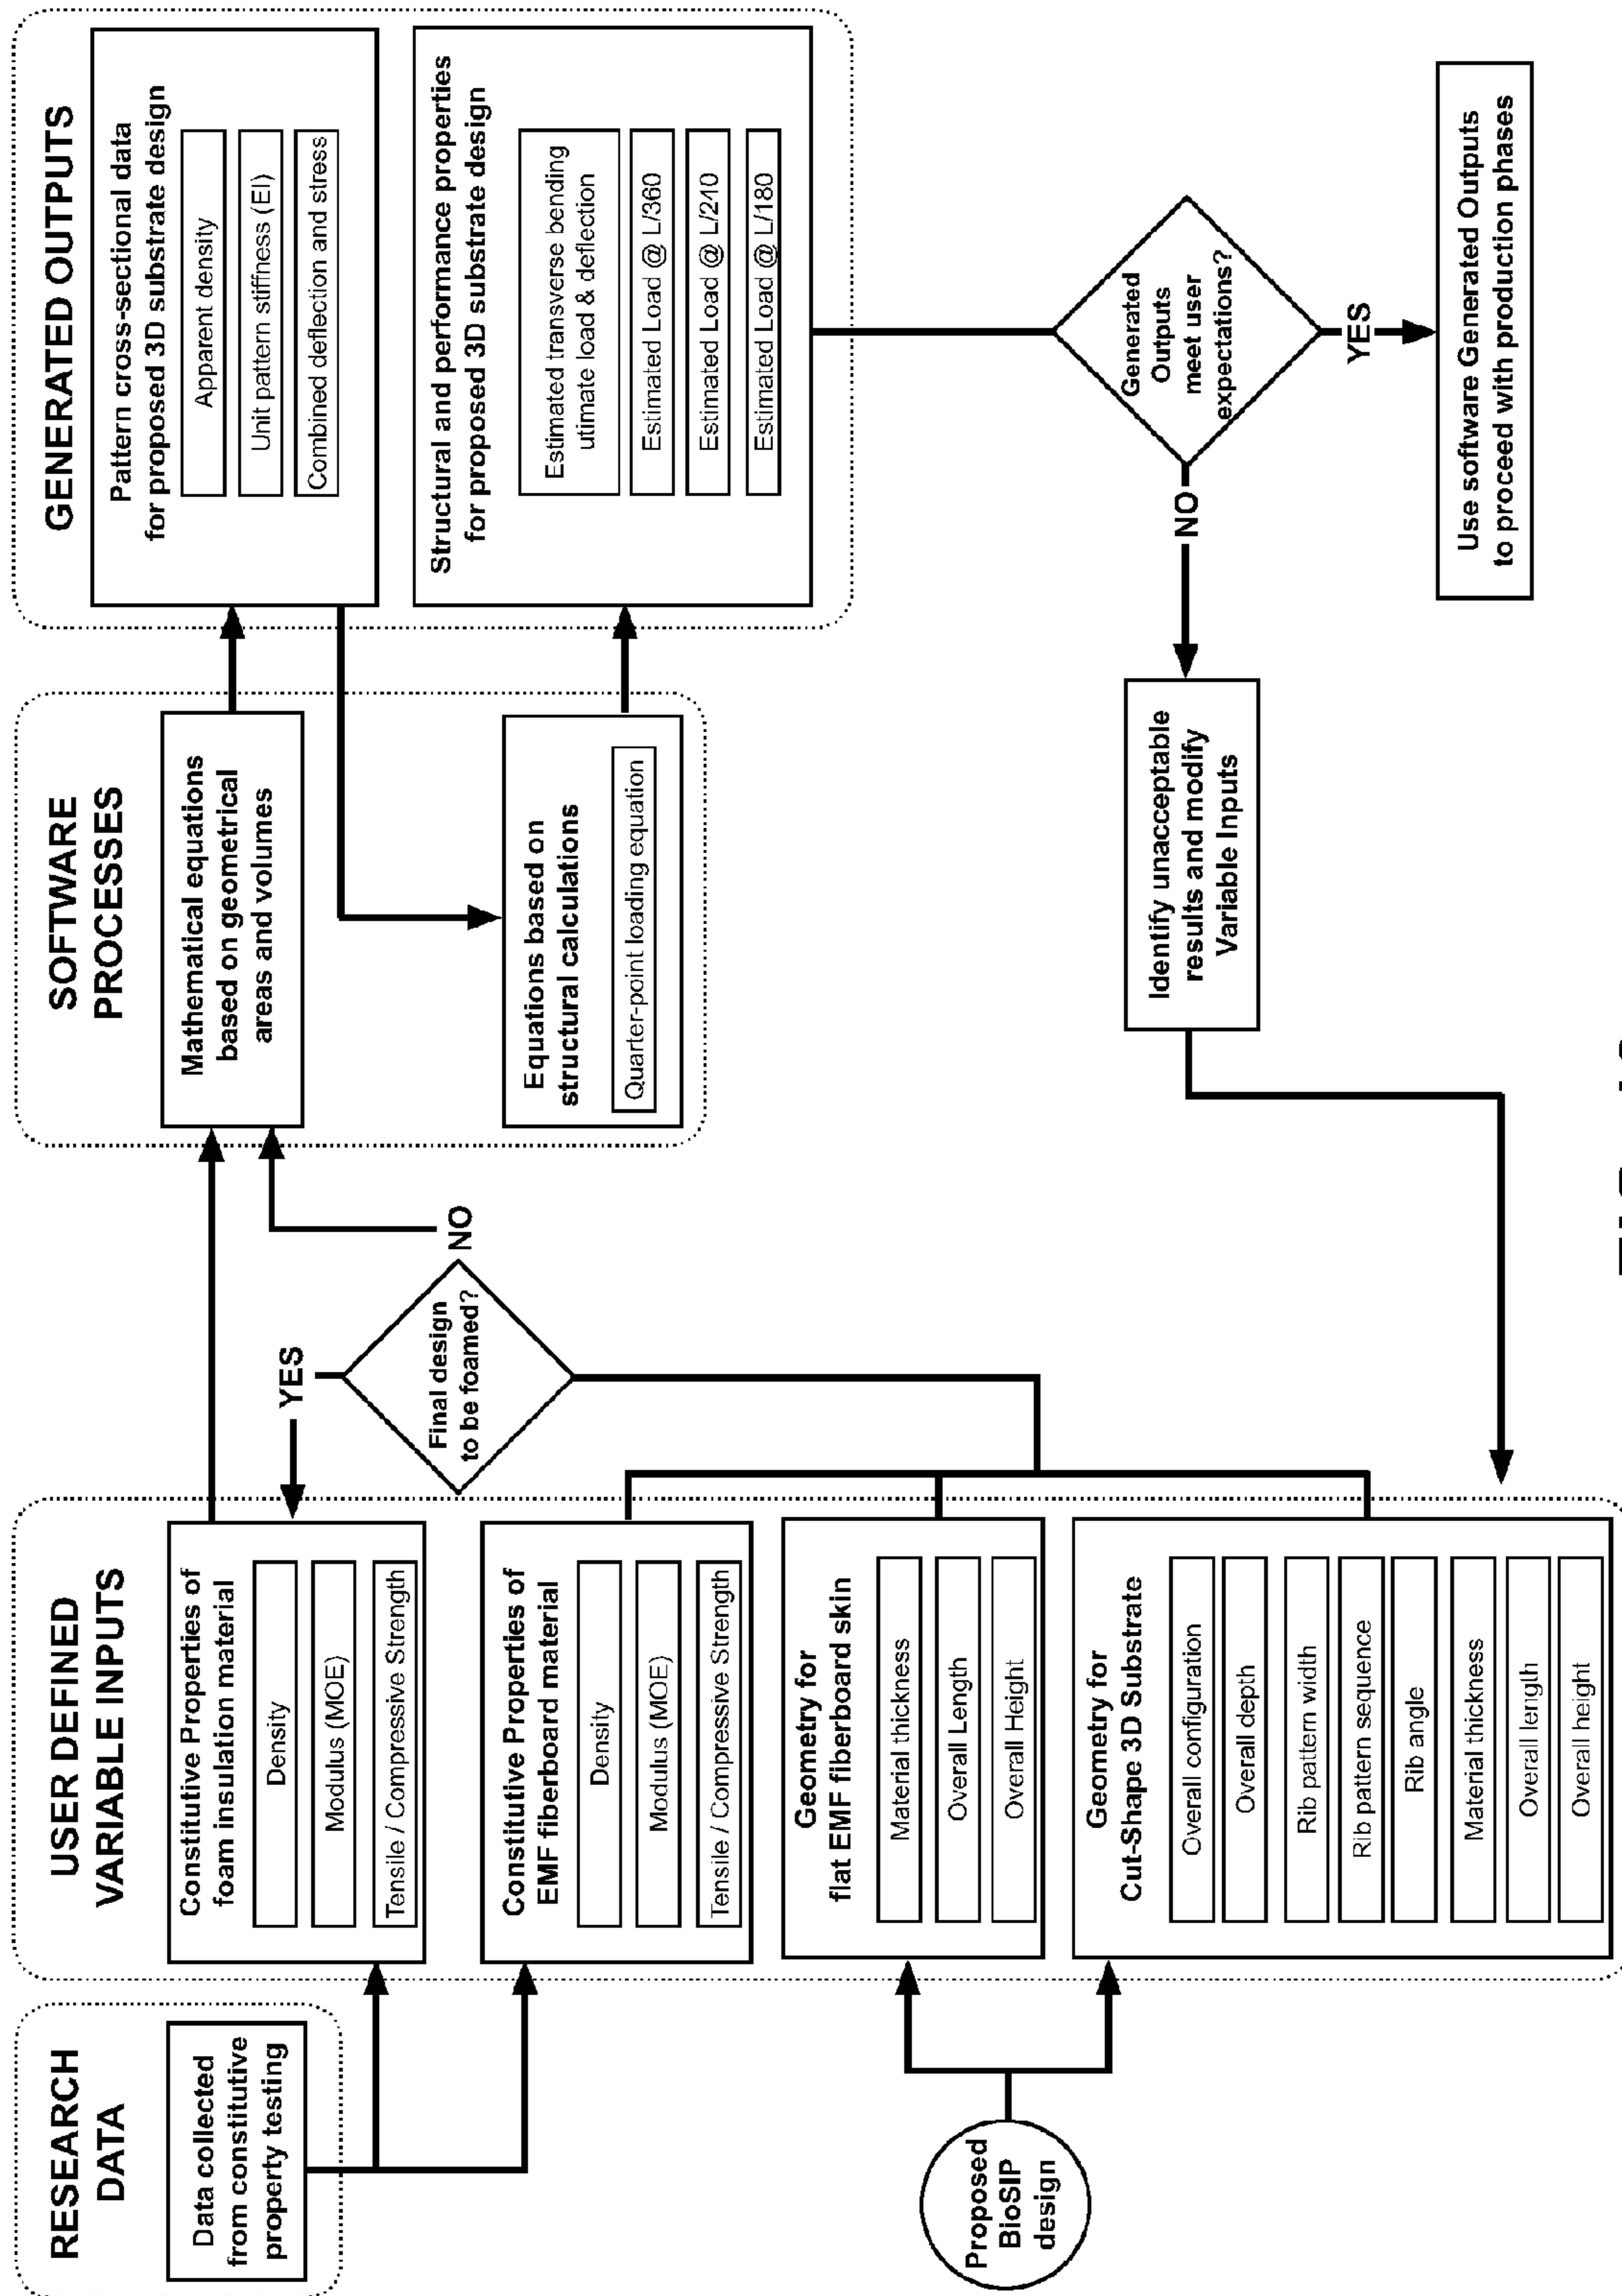 RESEARCH
DATA
Data collected
from constitutive
property testing
Proposed
BioSIP
design
USER DEFINED
VARIABLE INPUTS
Constitutive Properties of
foam insulation material
Density
Modulus (MOE)
Tensile / Compressive Strength
Constitutive Properties of
EMF fiberboard material
Density
Modulus (MOE)
Tensile / Compressive Strength
Geometry for
flat EMF fiberboard skin
Material thickness
Overall Length
Overall Height
Geometry for
Cut-Shape 3D Substrate
Overall configuration
Overall depth
Rib pattern width
Rib pattern sequence
Rib angle
Material thickness
Overall length
Overall height
YES
Final design
to be foamed?
NO
SOFTWARE
PROCESSES
Mathematical equations
based on geometrical
areas and volumes
Equations based on
structural calculations
Quarter-point loading equation
Identify unacceptable
results and modify
Variable Inputs
GENERATED OUTPUTS
Pattern cross-sectional data
for proposed 3D substrate design
Apparent density
Unit pattern stiffness (EI)
Combined deflection and stress
Structural and performance properties
for proposed 3D substrate design
Estimated transverse bending
utimate load & deflection
Estimated Load @ L/360
Estimated Load @ L/240
Estimated Load @ L/180
Generated
Outputs
meet user
expectations?
NO
YES
Use software Generated Outputs
to proceed with production phases